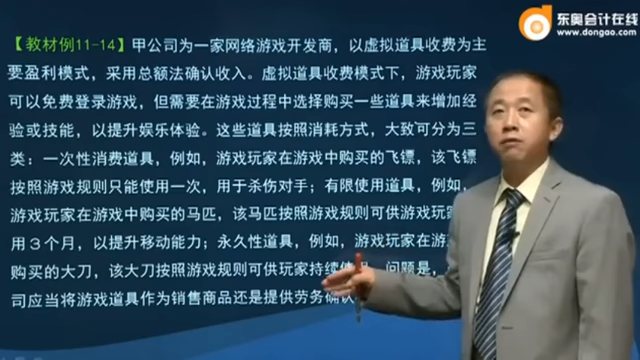 东奥会计在线
www.dongao.com
【教材例11-14】甲公司为一家网络游戏开发商，以虚拟道具收费为主
要盈利模式，采用总额法确认收入。虚拟道具收费模式下，游戏玩家
可以免费登录游戏，但需要在游戏过程中选择购买一些道具来增加经
验或技能，以提升娱乐体验。这些道具按照消耗方式，大致可分为三
类：一次性消费道具，例如，游戏玩家在游戏中购买的飞镖，该飞镖
按照游戏规则只能使用一次，用于杀伤对手；有限使用道具，例如，
游戏玩家在游戏中购买的马匹，该马匹按照游戏规则可供游戏玩
用3个月，以提升移动能力；永久性道具，例如，游戏玩家在游
购买的大刀，该大刀按照游戏规则可供玩家持续 问题是，
司应当将游戏道具作为销售商品还是提供劳务确